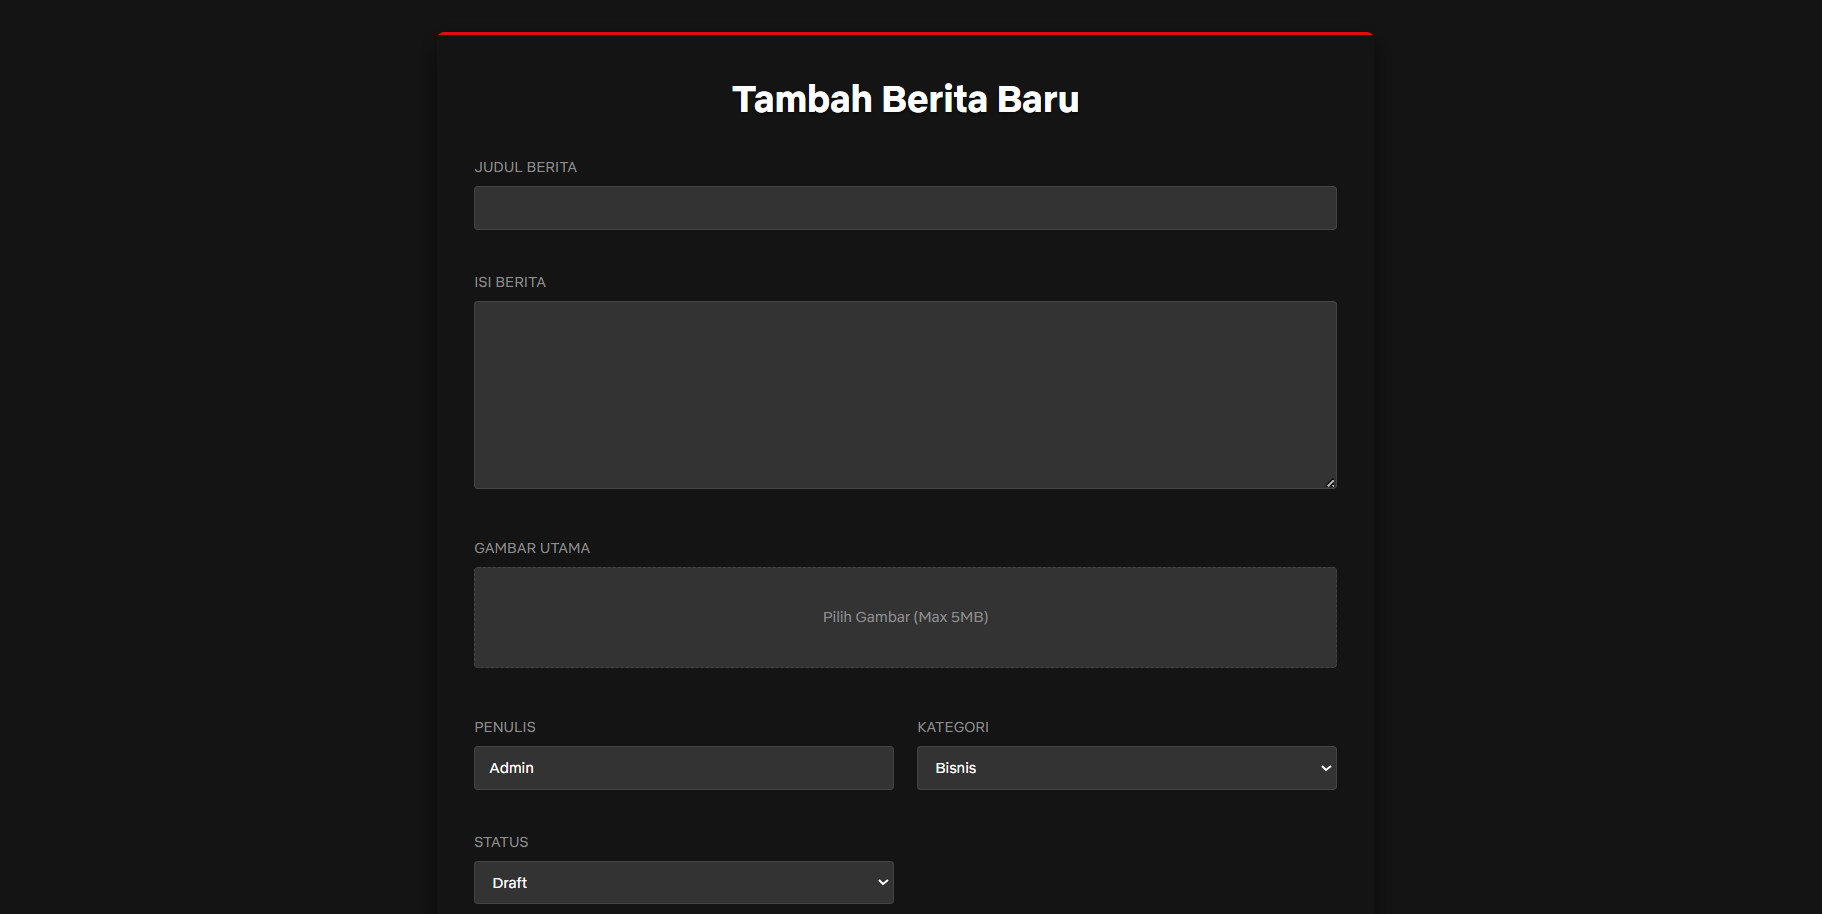 Tambah Berita Baru
JUDUL BERITA
ISI BERITA
GAMBAR UTAMA
Pilih Gambar (Max 5MB)
PENULIS
KATEGORI
Admin
Bisnis
STATUS
Draft